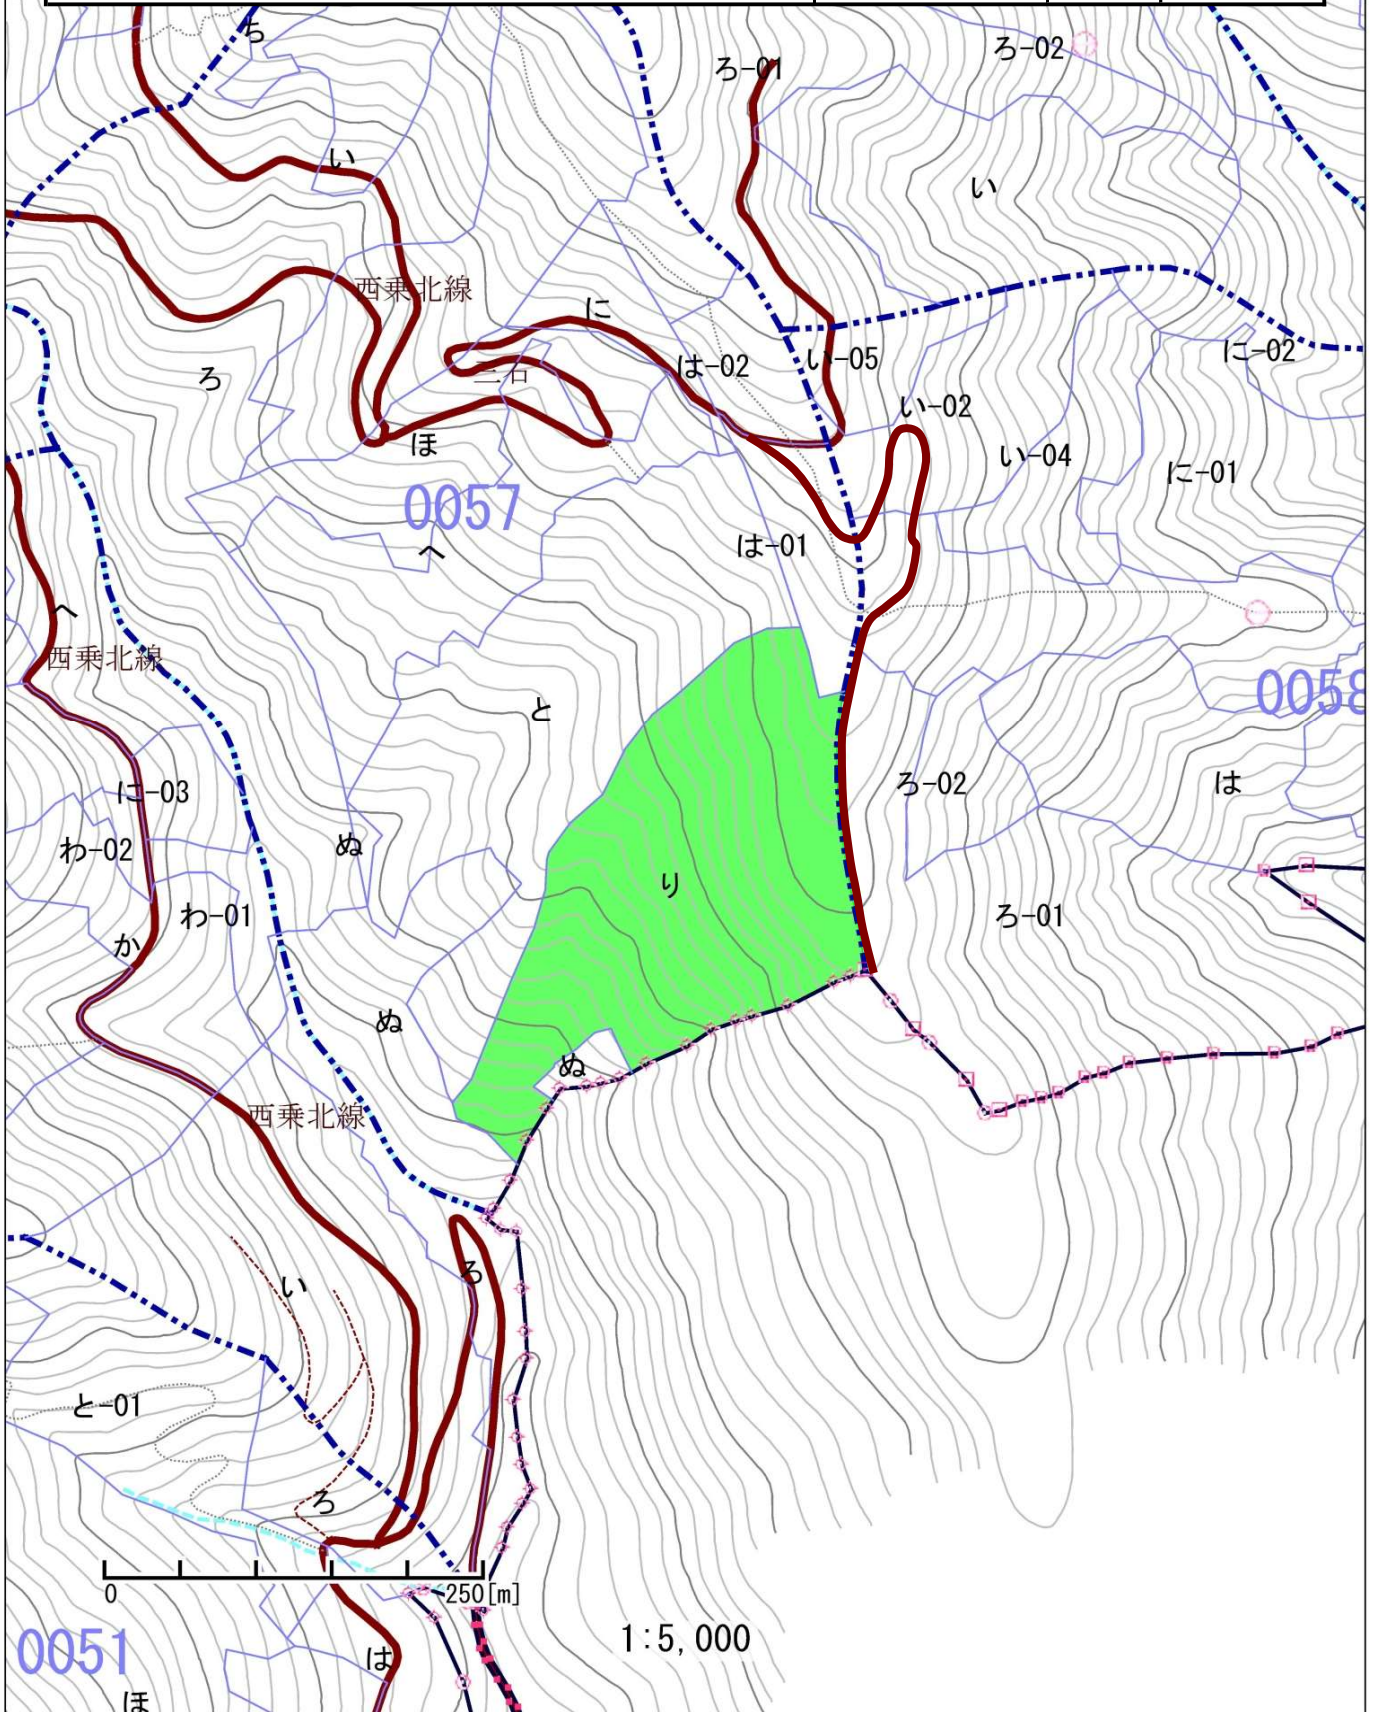 ち
ろ-01
ろ-02
い
い
西乗北線
に
ろ
三石
は-02
い-05
に-02
い-02
ほ
い-04
に-01
0057
へ
は-01
へ
西乗北線
0058
と
に-03
ろ-02
は
わ-02
ぬ
り
わ-01
ろ-01
か
ぬ
ぬ
西乗北線
い
ろ
と-01
ろ
0
250[m]
1:5,000
0051
は
ほ